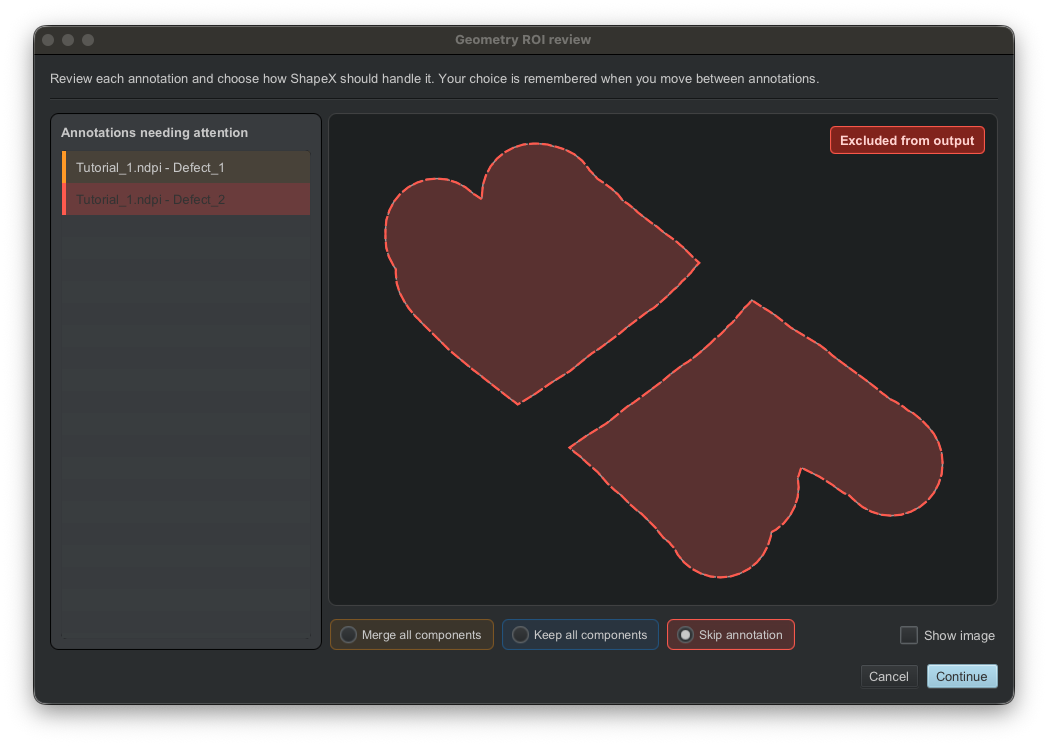 Geometry ROI review
Review each annotation and choose how ShapeX should handle it. Your choice is remembered when you move between annotations.
Annotations needing attention
Tutorial_1.ndpi - Defect_1
Tutorial_1.ndpi - Defect_2
Excluded from output
Merge all components
Keep all components
Skip annotation
Show image
Cancel
Continue